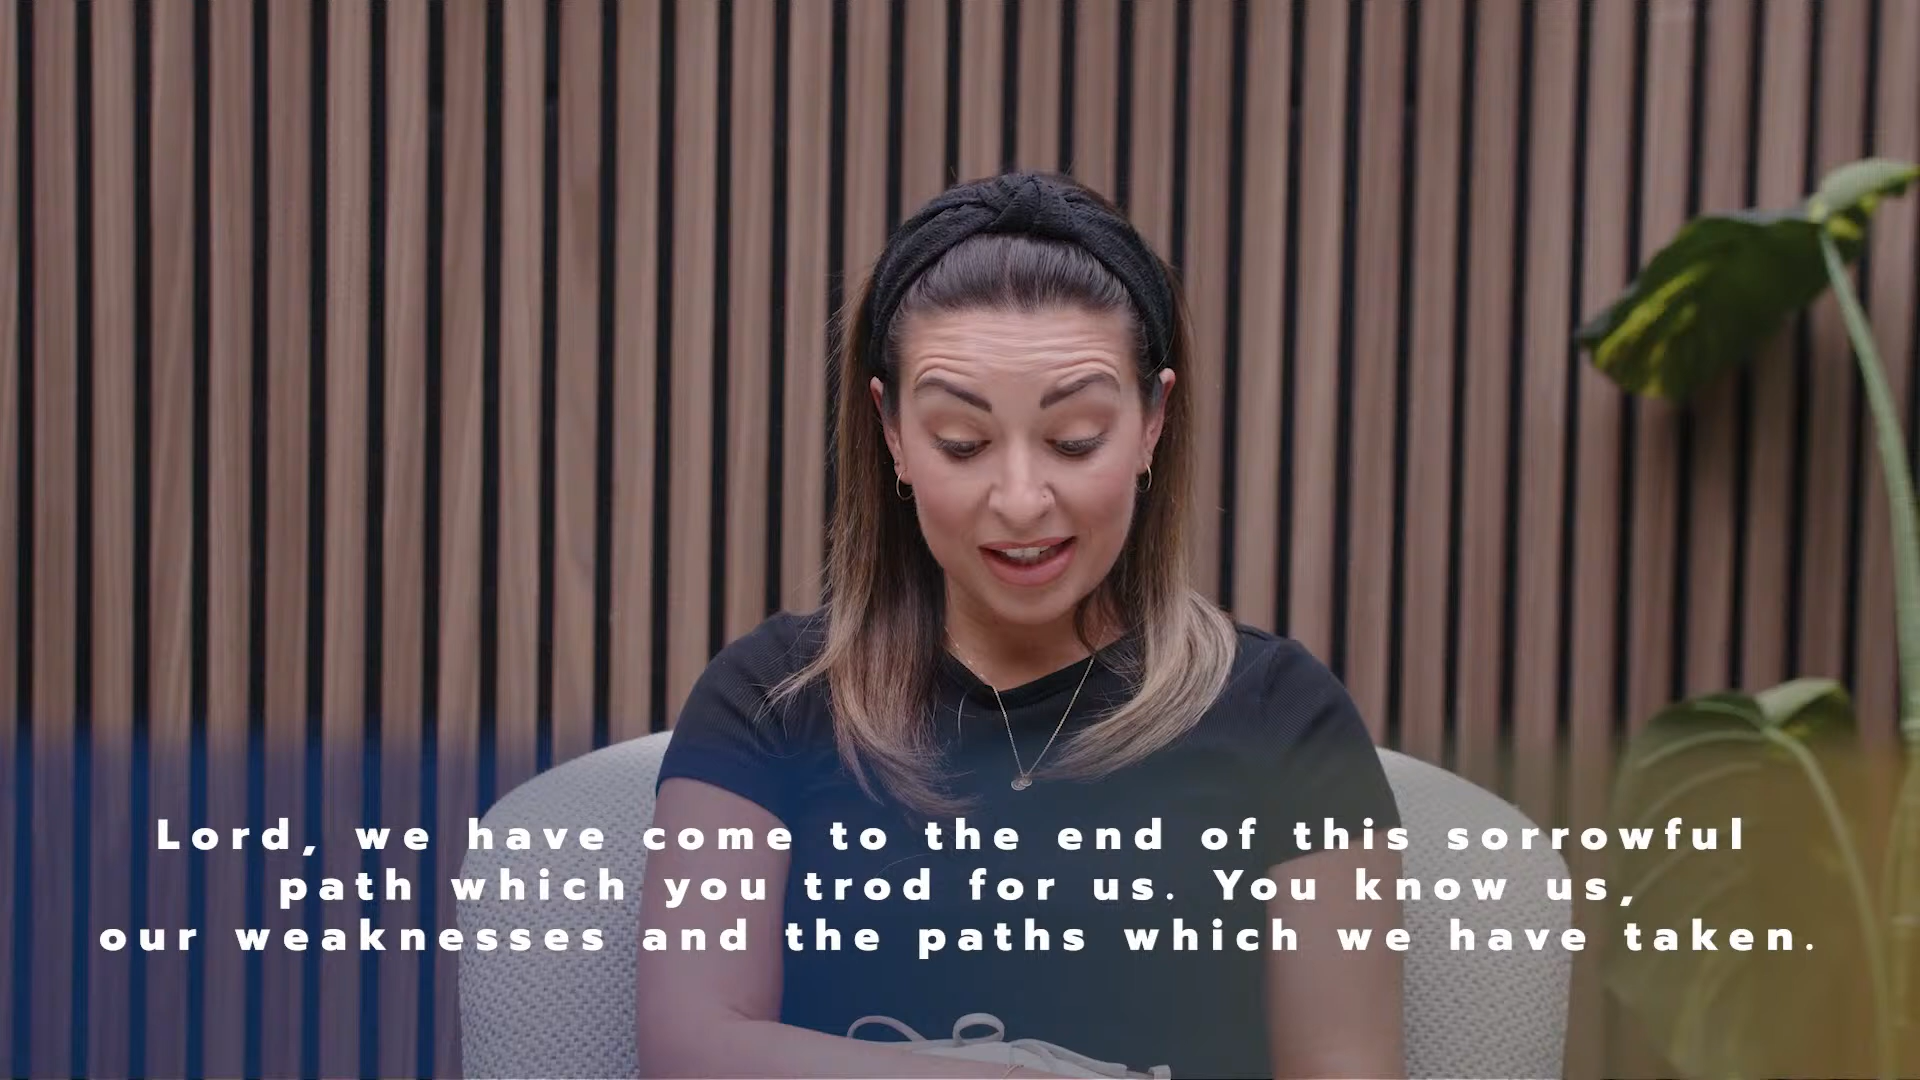 Lord, we have come to the end of this sorrowful
path which you trod for us. You know us,
our weaknesses and the paths which we have taken.